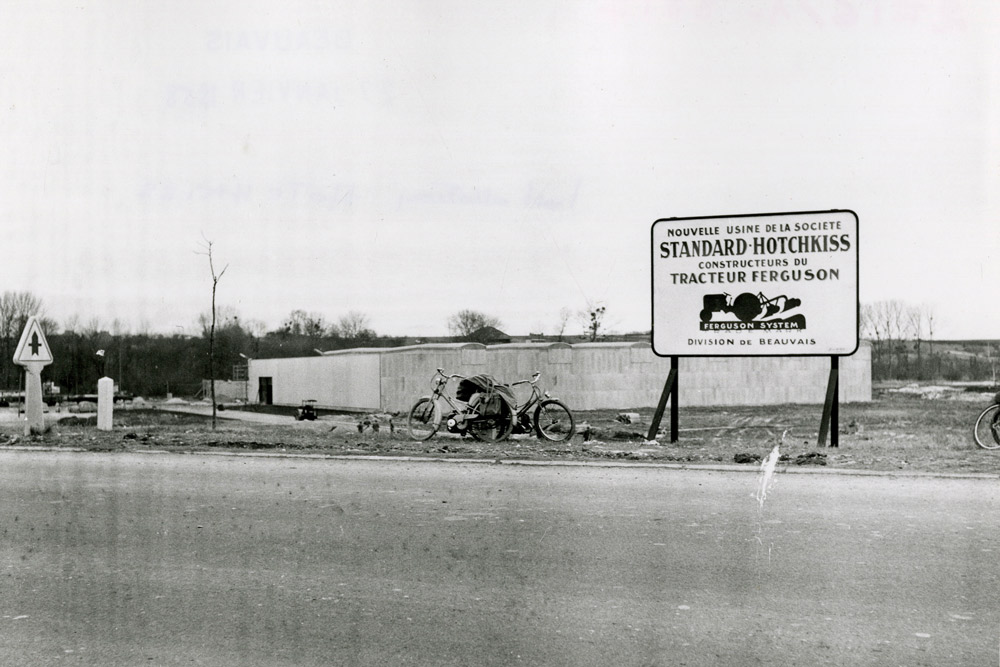 NOUVELLE USINE DE LA SOCIÉTÉ
STANDARD-HOTCHKISS
CONSTRUCTEURS DU
TRACTEUR FERGUSON
FERGUSON SYSTEM
DIVISION DE BEAUVAIS